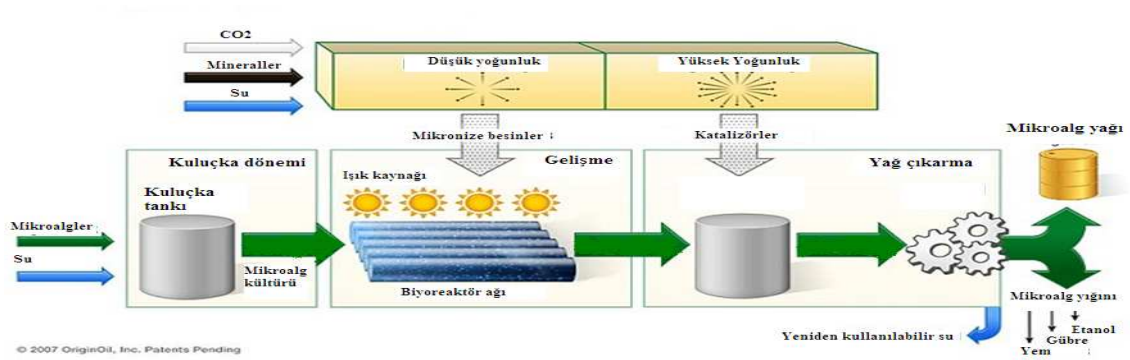 CO2
Mineraller
Su
Düşük yoğunluk
Yüksek Yoğunluk
Mikronize besinler
Katalizörler
Mikroalg yağı
Kuluçka dönemi
Gelişme
Yağ çıkarma
Kuluçka
tankı
Işık kaynağı
Mikroalgler
Su
Mikroalg
kültürü
Biyoreaktör ağı
Mikroalg yığını
Yeniden kullanılabilir su
Etanol
Gübre
Yem
© 2007 OriginOil, Inc. Patents Pending